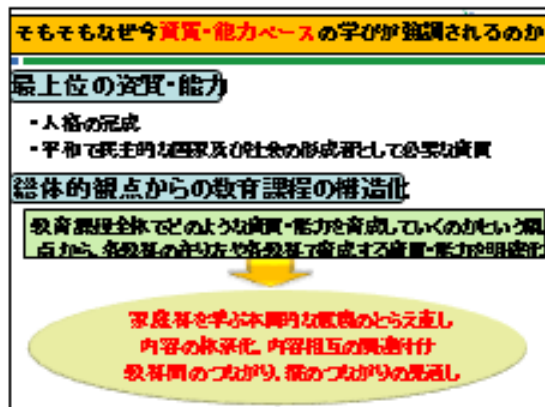 そもそもなぜ今資質・能力ベースの学びが強調されるのか
最上位の資質・能力
・人格の完成
・平和で民主的な国家及び社会の形成者として必要な資質
総体的観点からの教育課程の構造化
教育課程全体でどのような資質・能力を育成していくのかという観
点から、各教科の在り方や各教科で育成する資質・能力を明確化
家庭科を学ぶ本質的な意義のとらえ直し
内容の体系化、内容相互の関連付け
教科間のつながり、縦のつながりの見通し